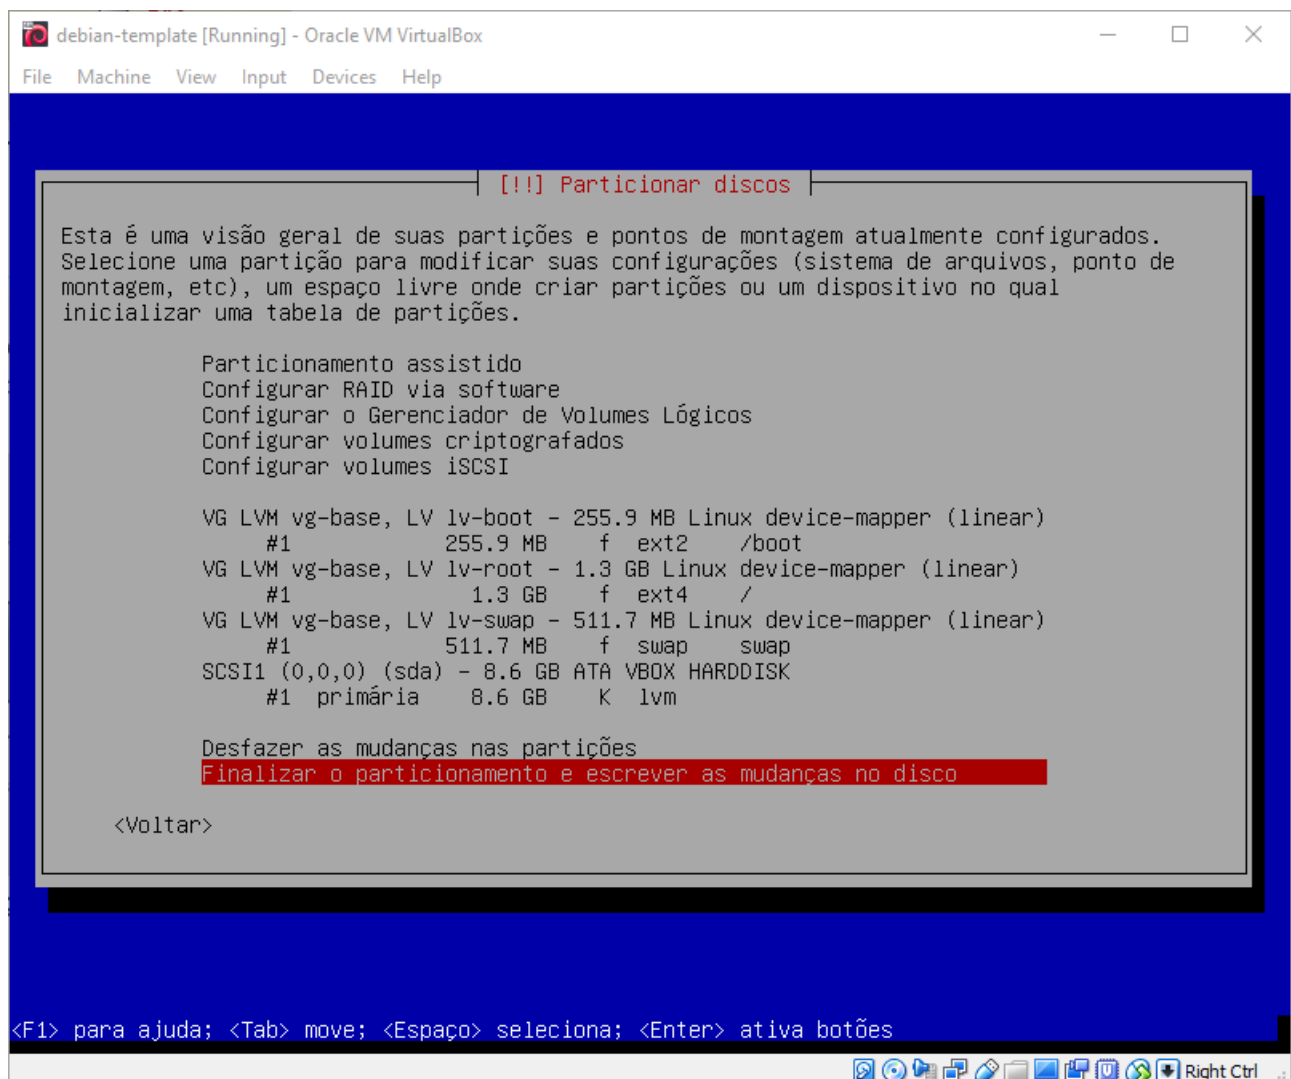 debian-template [Running] - Oracle VM VirtualBox
File Machine View Input Devices Help
[!!] Particionar discos
Esta é uma visão geral de suas partições e pontos de montagem atualmente configurados.
Selecione uma partição para modificar suas configurações (sistema de arquivos, ponto de
montagem, etc), um espaço livre onde criar partições ou um dispositivo no qual
inicializar uma tabela de partições.
Particionamento assistido
Configurar RAID via software
Configurar o Gerenciador de Volumes Lógicos
Configurar volumes criptografados
Configurar volumes iSCSI
VG LVM vg-base, LV lv-boot - 255.9 MB Linux device-mapper (linear)
#1 255.9 MB f ext2 /boot
VG LVM vg-base, LV lv-root - 1.3 GB Linux device-mapper (linear)
#1 1.3 GB f ext4 /
VG LVM vg-base, LV lv-swap - 511.7 MB Linux device-mapper (linear)
#1 511.7 MB f swap swap
SCSI1 (0,0,0) (sda) - 8.6 GB ATA VBOX HARDDISK
#1 primária 8.6 GB K lvm
Desfazer as mudanças nas partições
Finalizar o particionamento e escrever as mudanças no disco
<Voltar>
<F1> para ajuda; <Tab> move; <Espaço> seleciona; <Enter> ativa botões
Right Ctrl